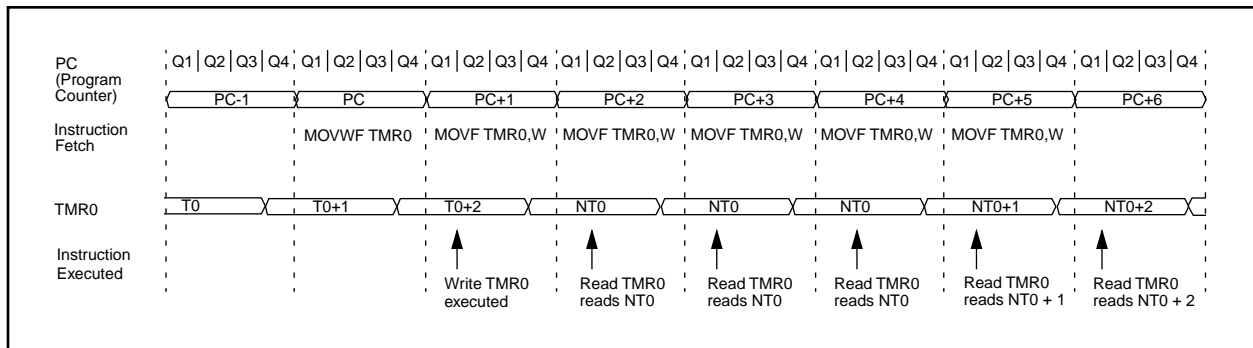 PC
(Program
Counter)
Q1 Q2 Q3 Q4 Q1 Q2 Q3 Q4 Q1 Q2 Q3 Q4 Q1 Q2 Q3 Q4 Q1 Q2 Q3 Q4 Q1 Q2 Q3 Q4 Q1 Q2 Q3 Q4 Q1 Q2 Q3 Q4
PC-1 PC PC+1 PC+2 PC+3 PC+4 PC+5 PC+6
Instruction
Fetch
MOVWF TMR0 MOVF TMR0,W MOVF TMR0,W MOVF TMR0,W MOVF TMR0,W MOVF TMR0,W
TMR0
T0 T0+1 T0+2 NT0 NT0 NT0 NT0+1 NT0+2
Instruction
Executed
Write TMR0
executed
Read TMR0
reads NT0
Read TMR0
reads NT0
Read TMR0
reads NT0
Read TMR0
reads NT0 + 1
Read TMR0
reads NT0 + 2